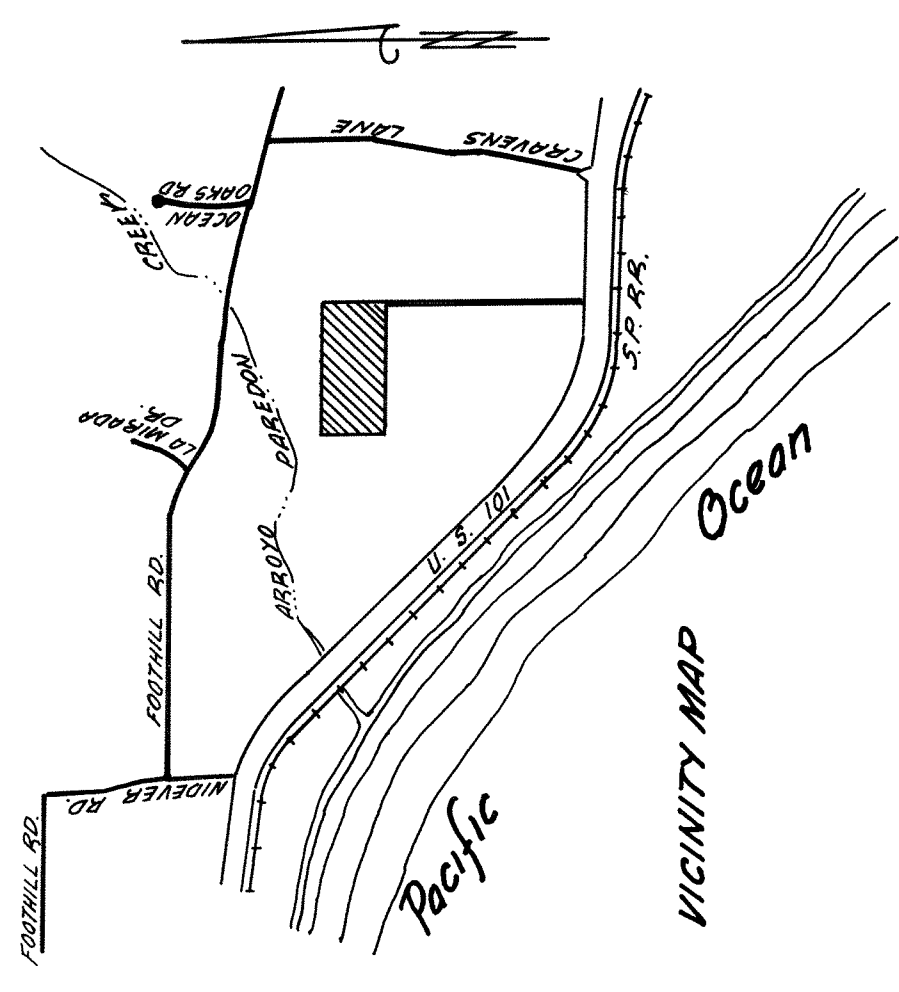 N
CRAVENS LANE
OCEAN
OAKS RD
CREEK
S.P. RR.
PAREDON
LA MIRADA
DR.
ARROYO
U. S. 101
Ocean
FOOTHILL RD.
NIDEVER RD.
FOOTHILL RD.
Pacific
VICINITY MAP